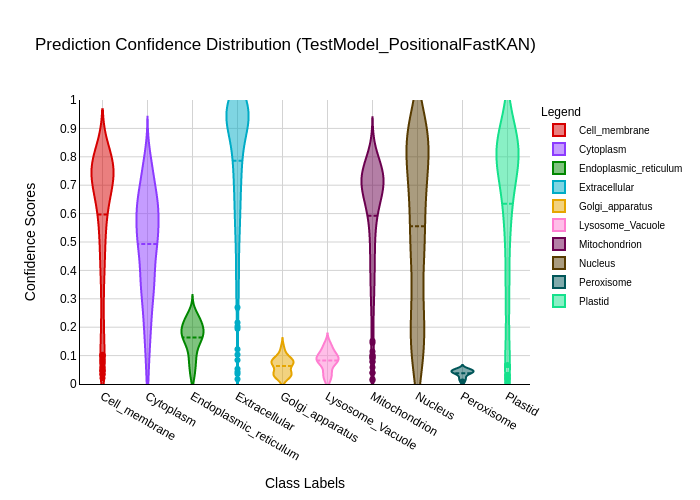 Prediction Confidence Distribution (TestModel_PositionalFastKAN)
Legend
Cell_membrane
Cytoplasm
Endoplasmic_reticulum
Extracellular
Golgi_apparatus
Lysosome_Vacuole
Mitochondrion
Nucleus
Peroxisome
Plastid
Confidence Scores
1
0.9
0.8
0.7
0.6
0.5
0.4
0.3
0.2
0.1
0
Cell_membrane
Cytoplasm
Endoplasmic_reticulum
Extracellular
Golgi_apparatus
Lysosome_Vacuole
Mitochondrion
Nucleus
Peroxisome
Plastid
Class Labels